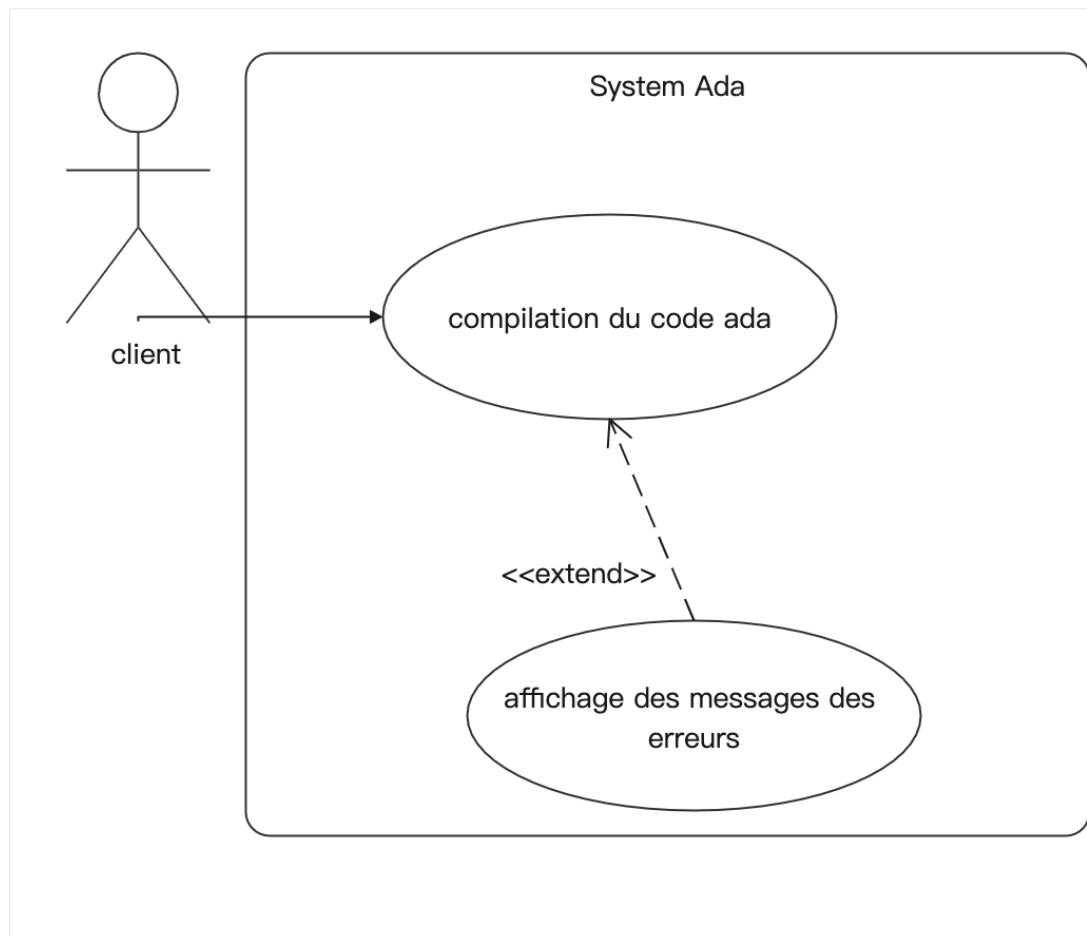 System Ada
compilation du code ada
client
<<extend>>
affichage des messages des
erreurs